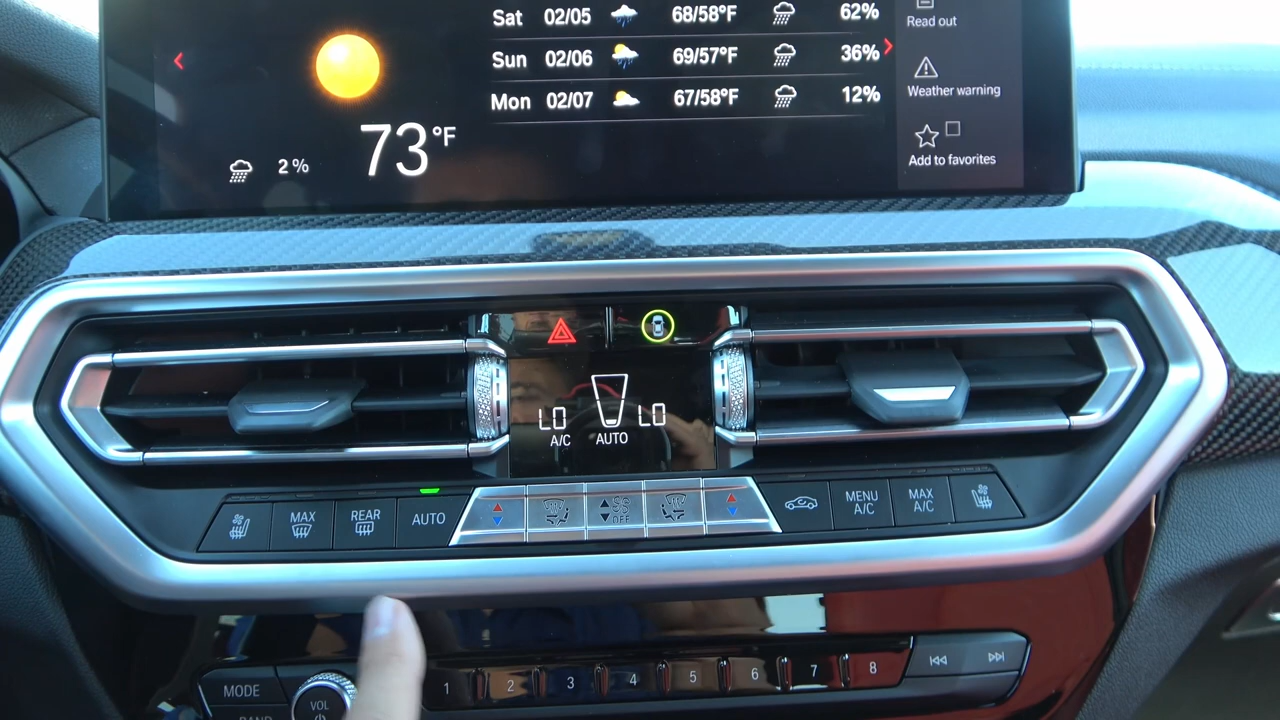 Sat 02/05 68/58°F 62%
Sun 02/06 69/57°F 36%
Mon 02/07 67/58°F 12%
73°F
2 %
Read out
Weather warning
Add to favorites
LO LO
A/C AUTO
MAX
REAR
AUTO
OFF
MENU A/C
MAX A/C
MODE
VOL
1 2 3 4 5 6 7 8